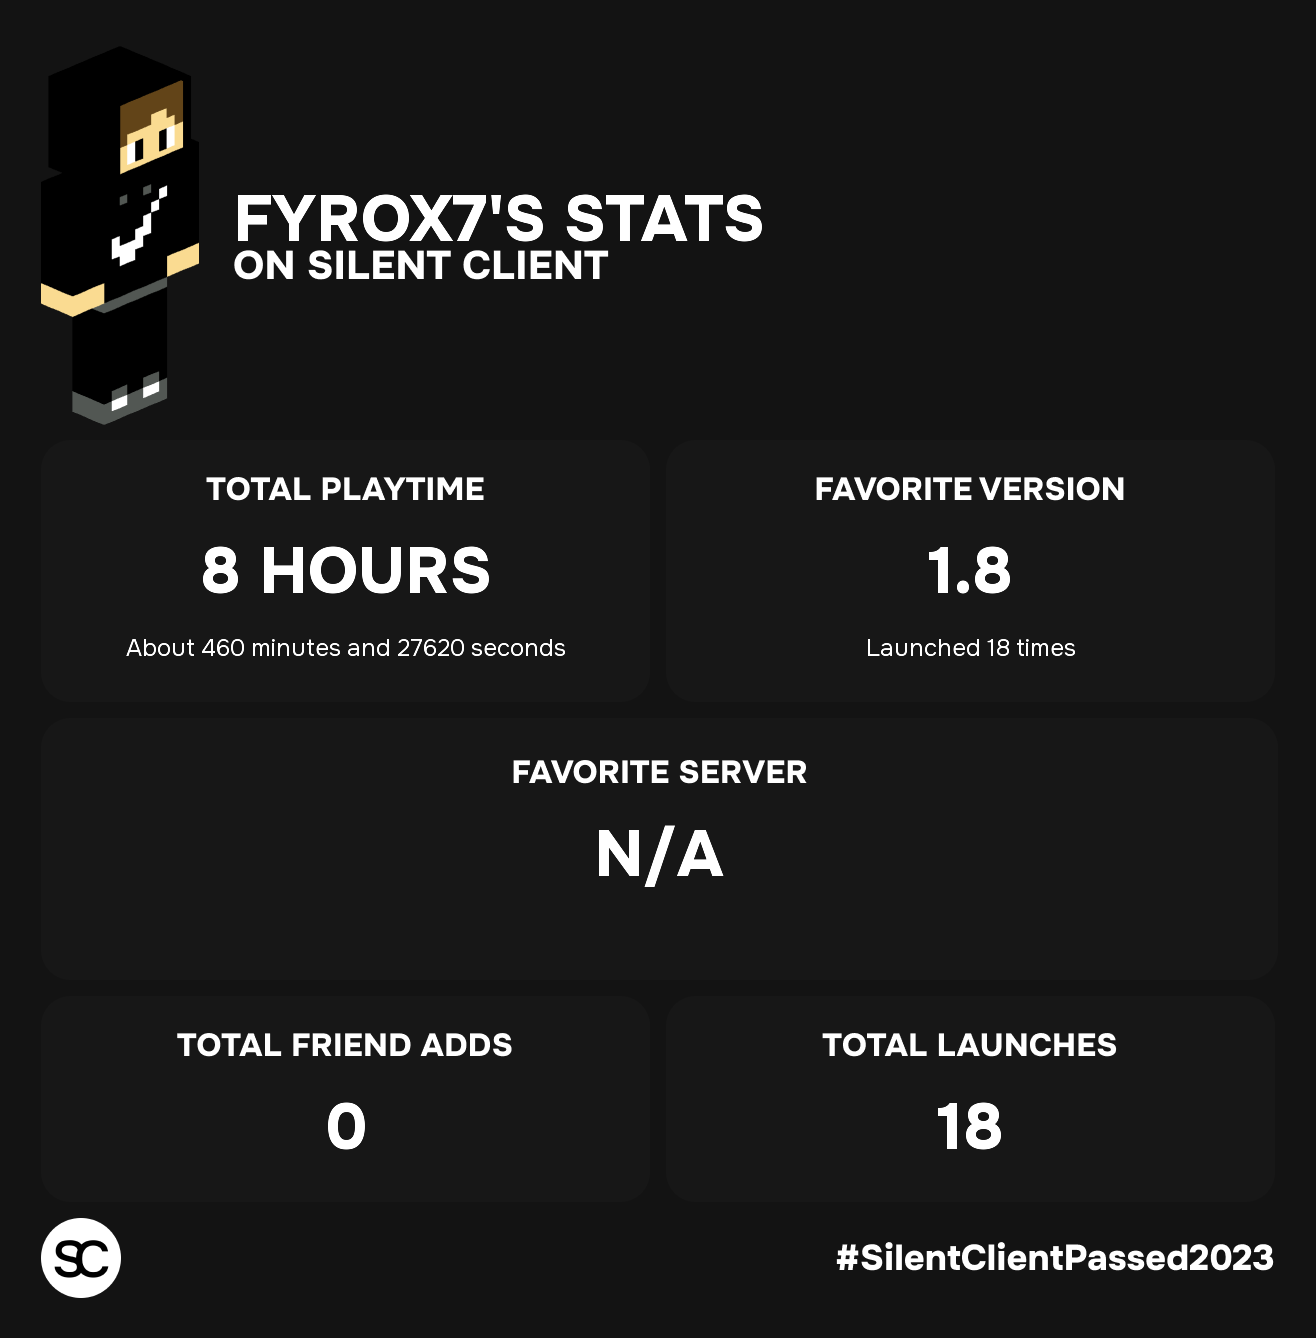 FYROX7'S STATS
ON SILENT CLIENT
TOTAL PLAYTIME
8 HOURS
About 460 minutes and 27620 seconds
FAVORITE VERSION
1.8
Launched 18 times
FAVORITE SERVER
N/A
TOTAL FRIEND ADDS
0
TOTAL LAUNCHES
18
SC
#SilentClientPassed2023